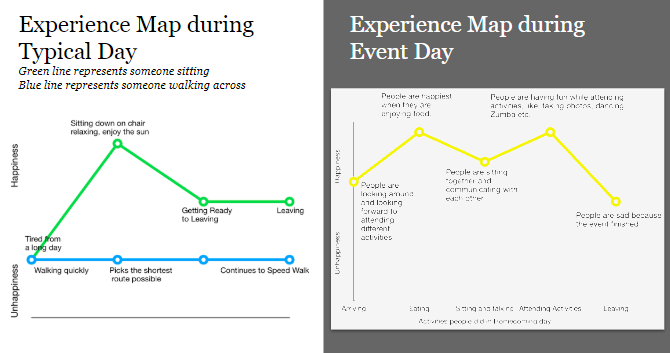 Experience Map during
Typical Day
Green line represents someone sitting
Blue line represents someone walking across
Happiness
Unhappiness
Sitting down on chair
relaxing, enjoy the sun
Getting Ready
to Leaving
Leaving
Tired from
a long day
Walking quickly
Picks the shortest
route possible
Continues to Speed Walk
Experience Map during
Event Day
Happiness
Unhappiness
People are happiest
when they are
enjoying food.
People are having fun while attending
activities, like taking photos, dancing
Zumba etc.
People are
looking around
and looking
forward to
attending
different
activities
People are sitting
together and
communicating with
each other
People are sad because
the event finished
Arriving
Eating
Sitting and talking
Attending Activities
Leaving
Activities people did in Homecoming day